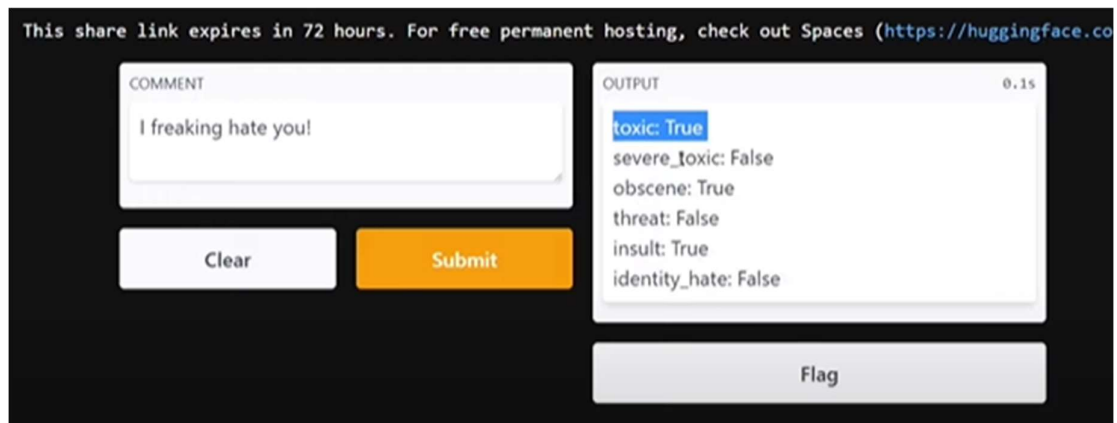 This share link expires in 72 hours. For free permanent hosting, check out Spaces (https://huggingface.co
COMMENT
I freaking hate you!
Clear
Submit
OUTPUT
0.1s
toxic: True
severe_toxic: False
obscene: True
threat: False
insult: True
identity_hate: False
Flag